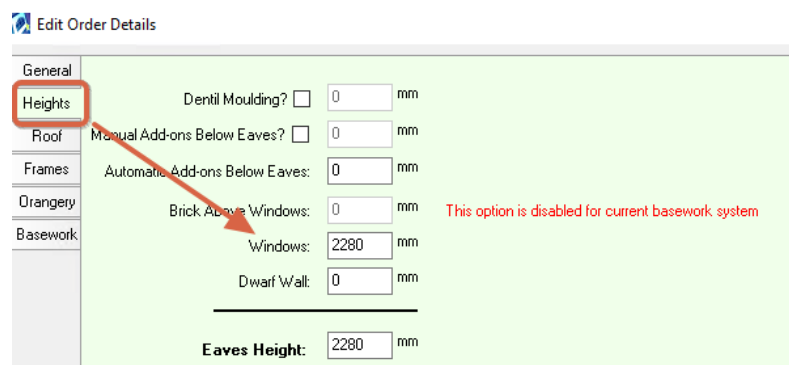 Edit Order Details
General
Heights
Roof
Frames
Orangery
Basework
Dentil Moulding? 0 mm
Manual Add-ons Below Eaves? 0 mm
Automatic Add-ons Below Eaves: 0 mm
Brick Above Windows: 0 mm This option is disabled for current basework system
Windows: 2280 mm
Dwarf Wall: 0 mm
Eaves Height: 2280 mm